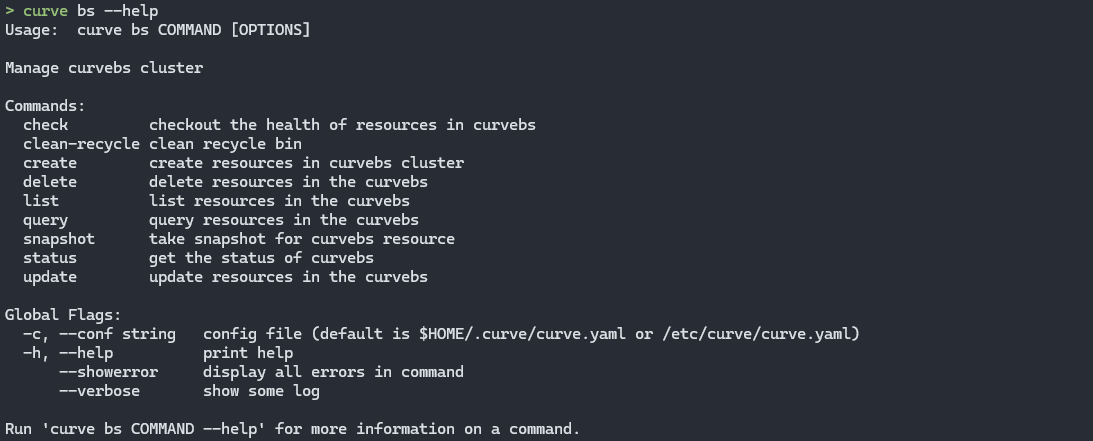 > curve bs --help
Usage:  curve bs COMMAND [OPTIONS]

Manage curvebs cluster

Commands:
  check         checkout the health of resources in curvebs
  clean-recycle clean recycle bin
  create        create resources in curvebs cluster
  delete        delete resources in the curvebs
  list          list resources in the curvebs
  query         query resources in the curvebs
  snapshot      take snapshot for curvebs resource
  status        get the status of curvebs
  update        update resources in the curvebs

Global Flags:
  -c, --conf string   config file (default is $HOME/.curve/curve.yaml or /etc/curve/curve.yaml)
  -h, --help          print help
      --showerror     display all errors in command
      --verbose       show some log

Run 'curve bs COMMAND --help' for more information on a command.